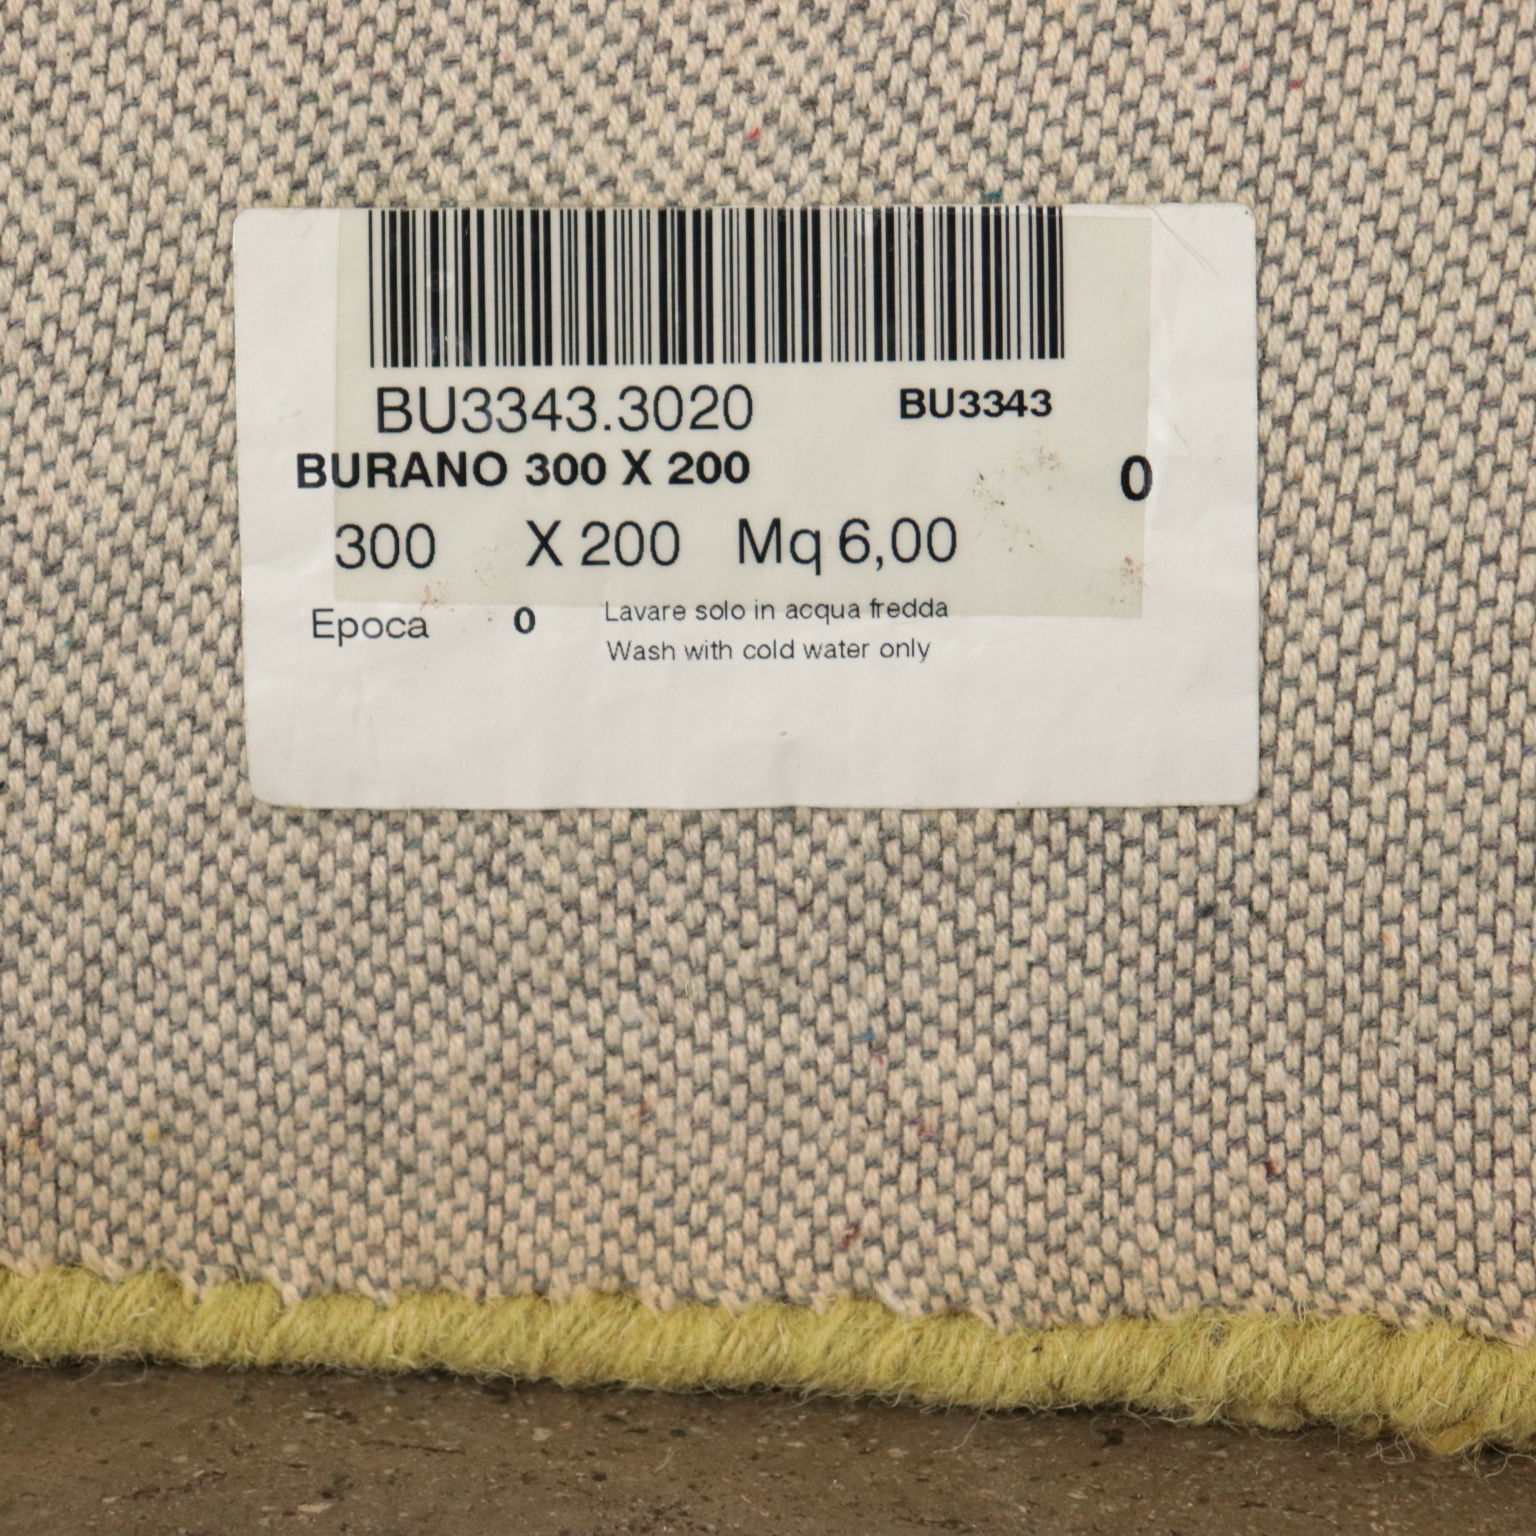 BU3343.3020 BU3343
BURANO 300 X 200 0
300 X 200 Mq 6,00
Epoca 0 Lavare solo in acqua fredda
Wash with cold water only